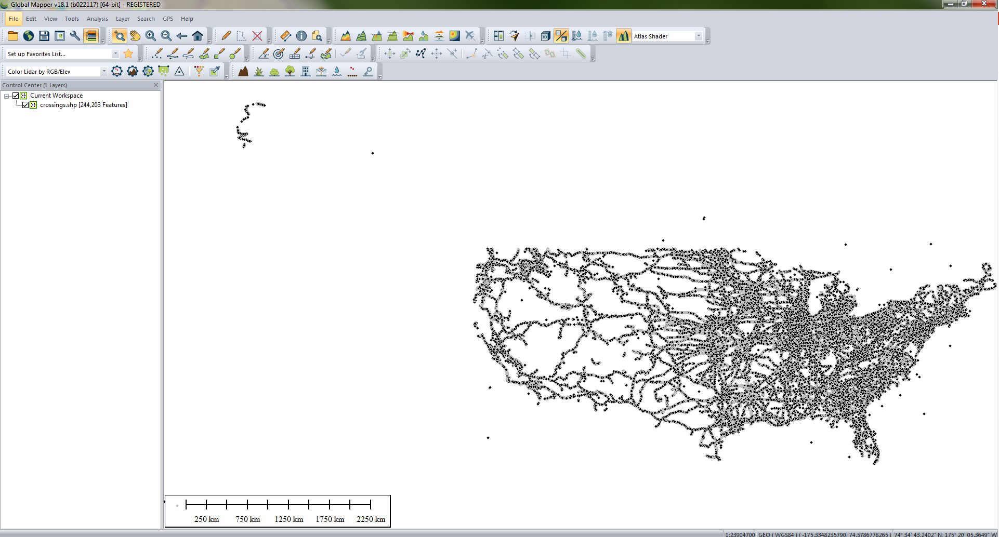 Global Mapper v18.1 (b022117) [64-bit] - REGISTERED
File Edit View Tools Analysis Layer Search GPS Help
Atlas Shader
Set up Favorites List...
Color Lidar by RGB/Elev
Control Center (1 Layers)
Current Workspace
crossings.shp [244,203 Features]
250 km 750 km 1250 km 1750 km 2250 km
1:23904700 GEO ( WGS84 ) ( -175.3348235790, 74.5786778265 ) 74° 34' 43.2402" N, 175° 20' 05.3649" W